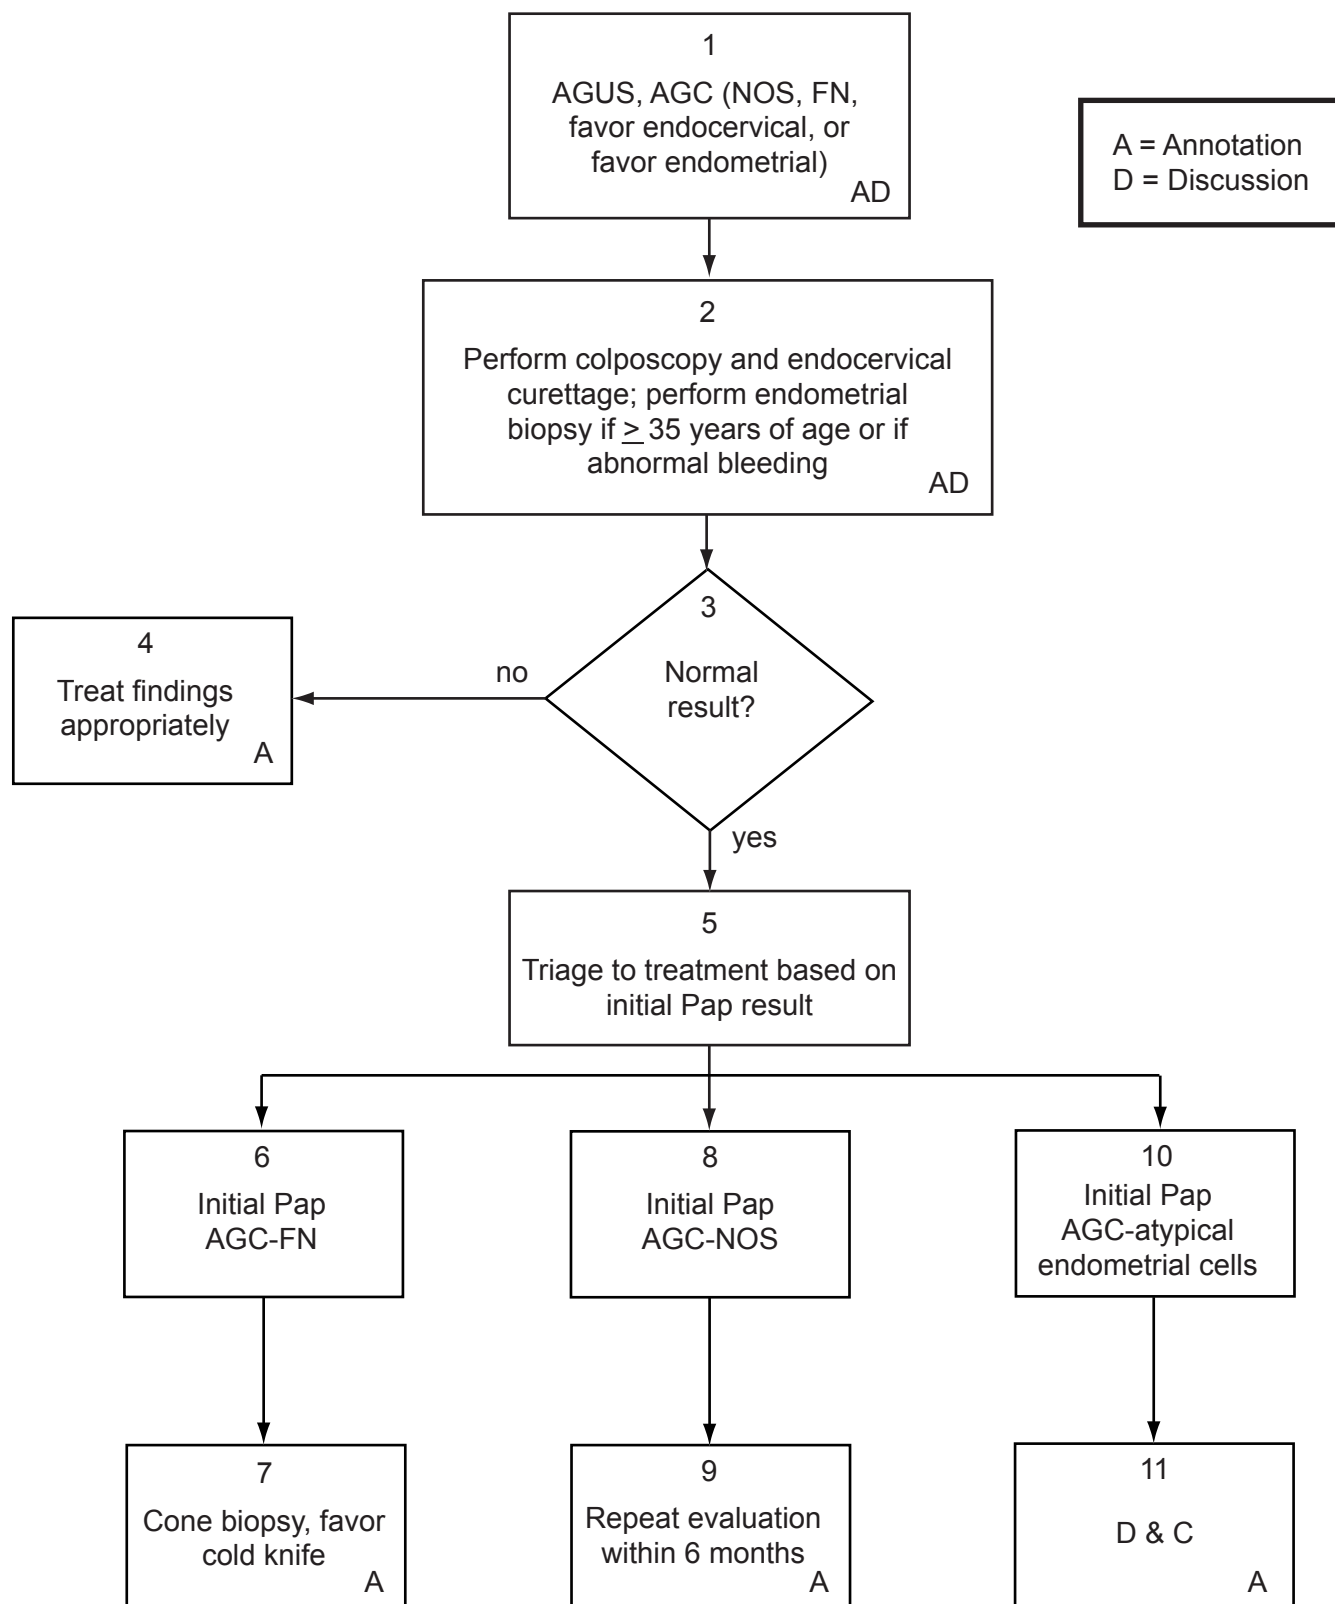 1
AGUS, AGC (NOS, FN,
favor endocervical, or
favor endometrial)
AD
A = Annotation
D = Discussion
2
Perform colposcopy and endocervical
curettage; perform endometrial
biopsy if ≥ 35 years of age or if
abnormal bleeding
AD
3
Normal
result?
no
4
Treat findings
appropriately
A
yes
5
Triage to treatment based on
initial Pap result
6
Initial Pap
AGC-FN
8
Initial Pap
AGC-NOS
10
Initial Pap
AGC-atypical
endometrial cells
7
Cone biopsy, favor
cold knife
A
9
Repeat evaluation
within 6 months
A
11
D & C
A